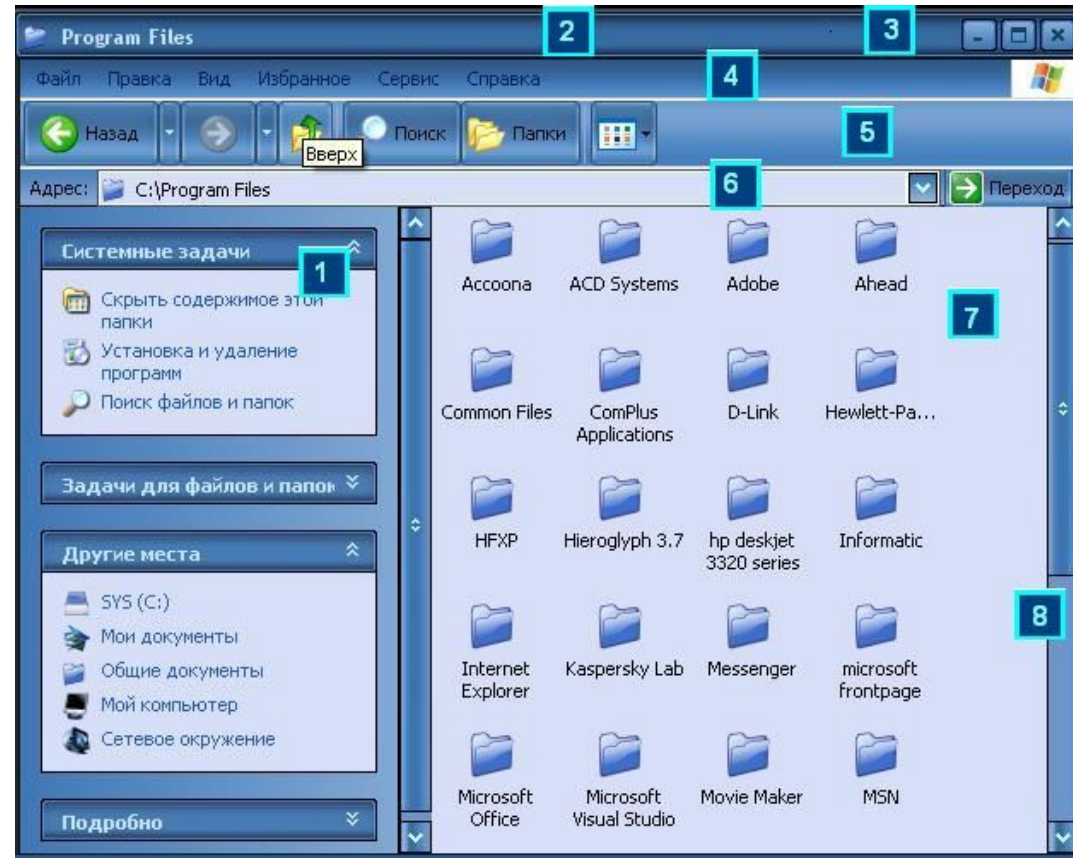 Program Files
2
3
Файл Правка Вид Избранное Сервис Справка
4
Назад
Поиск
Папки
5
Вверх
Адрес: C:\Program Files
6
Переход
Системные задачи
1
Скрыть содержимое этой
папки
Установка и удаление
программ
Поиск файлов и папок
Задачи для файлов и папок
Другие места
SYS (C:)
Мои документы
Общие документы
Мой компьютер
Сетевое окружение
Подробно
Accoona
ACD Systems
Adobe
Ahead
7
Common Files
ComPlus
Applications
D-Link
Hewlett-Pa...
HFXP
Hieroglyph 3.7
hp deskjet
3320 series
Informatic
8
Internet
Explorer
Kaspersky Lab
Messenger
microsoft
frontpage
Microsoft
Office
Microsoft
Visual Studio
Movie Maker
MSN